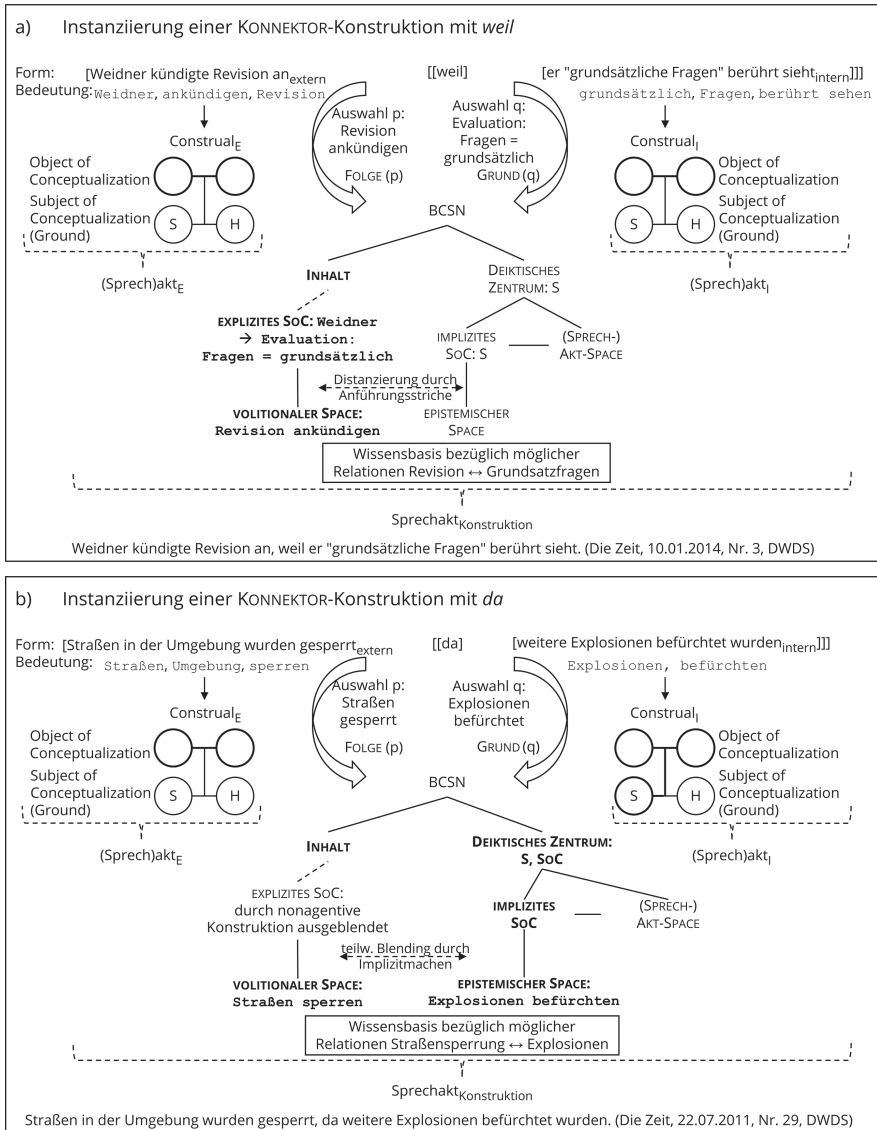 a) Instanziierung einer KONNEKTOR-Konstruktion mit weil
Form: [Weidner kündigte Revision an extern [[weil] [er "grundsätzliche Fragen" berührt sieht intern]]]
Bedeutung: Weidner, ankündigen, Revision grundsätzlich, Fragen, berührt sehen
Auswahl p:
Revision
ankündigen
FOLGE (p)
Auswahl q:
Evaluation:
Fragen =
grundsätzlich
GRUND (q)
Construal E
Object of
Conceptualization
Subject of
Conceptualization
(Ground)
S H
(Sprech)akt E
Construal I
Object of
Conceptualization
Subject of
Conceptualization
(Ground)
S H
(Sprech)akt I
BCSN
INHALT
DEIKTISCHES
ZENTRUM: S
EXPLIZITES SOC: Weidner
→ Evaluation:
Fragen = grundsätzlich
IMPLIZITES
SOC: S
(SPRECH-)
AKT-SPACE
Distanzierung durch
Anführungsstriche
VOLITIONALER SPACE:
Revision ankündigen
EPISTEMISCHER
SPACE
Wissensbasis bezüglich möglicher
Relationen Revision ↔ Grundsatzfragen
Sprechakt Konstruktion
Weidner kündigte Revision an, weil er "grundsätzliche Fragen" berührt sieht. (Die Zeit, 10.01.2014, Nr. 3, DWDS)
b) Instanziierung einer KONNEKTOR-Konstruktion mit da
Form: [Straßen in der Umgebung wurden gesperrt extern [[da] [weitere Explosionen befürchtet wurden intern]]]
Bedeutung: Straßen, Umgebung, sperren Explosionen, befürchten
Auswahl p:
Straßen
gesperrt
FOLGE (p)
Auswahl q:
Explosionen
befürchtet
GRUND (q)
Construal E
Object of
Conceptualization
Subject of
Conceptualization
(Ground)
S H
(Sprech)akt E
Construal I
Object of
Conceptualization
Subject of
Conceptualization
(Ground)
S H
(Sprech)akt I
BCSN
INHALT
DEIKTISCHES ZENTRUM:
S, SOC
EXPLIZITES SOC:
durch nonagentive
Konstruktion ausgeblendet
IMPLIZITES
SOC
(SPRECH-)
AKT-SPACE
teilw. Blending durch
Implizitmachen
VOLITIONALER SPACE:
Straßen sperren
EPISTEMISCHER SPACE:
Explosionen befürchten
Wissensbasis bezüglich möglicher
Relationen Straßensperrung ↔ Explosionen
Sprechakt Konstruktion
Straßen in der Umgebung wurden gesperrt, da weitere Explosionen befürchtet wurden. (Die Zeit, 22.07.2011, Nr. 29, DWDS)